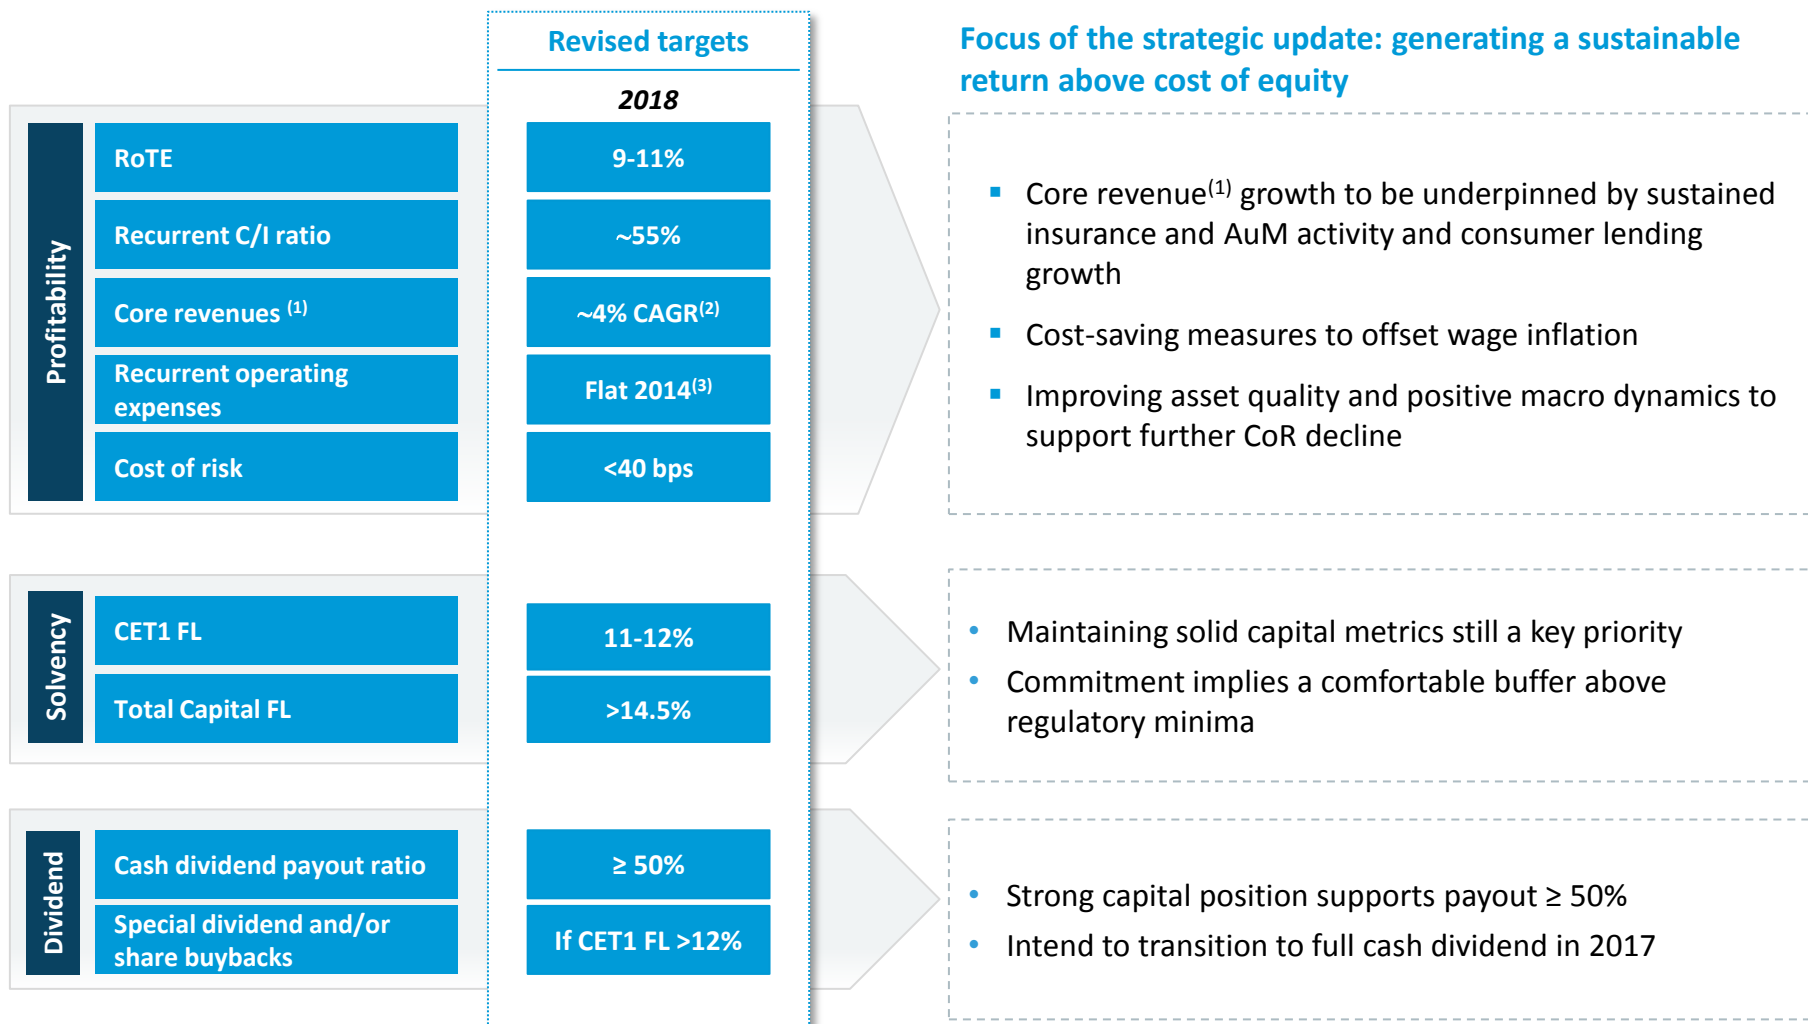 Revised targets
2018
Focus of the strategic update: generating a sustainable
return above cost of equity
Profitability
RoTE
9-11%
Recurrent C/I ratio
~55%
Core revenues (1)
~4% CAGR(2)
Recurrent operating
expenses
Flat 2014(3)
Cost of risk
<40 bps
Core revenue(1) growth to be underpinned by sustained
insurance and AuM activity and consumer lending
growth
Cost-saving measures to offset wage inflation
Improving asset quality and positive macro dynamics to
support further CoR decline
Solvency
CET1 FL
11-12%
Total Capital FL
>14.5%
• Maintaining solid capital metrics still a key priority
• Commitment implies a comfortable buffer above
regulatory minima
Dividend
Cash dividend payout ratio
≥ 50%
Special dividend and/or
share buybacks
If CET1 FL >12%
• Strong capital position supports payout ≥ 50%
• Intend to transition to full cash dividend in 2017